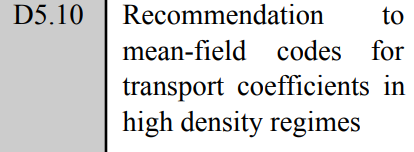 D5.10 Recommendation to
mean-field codes for
transport coefficients in
high density regimes